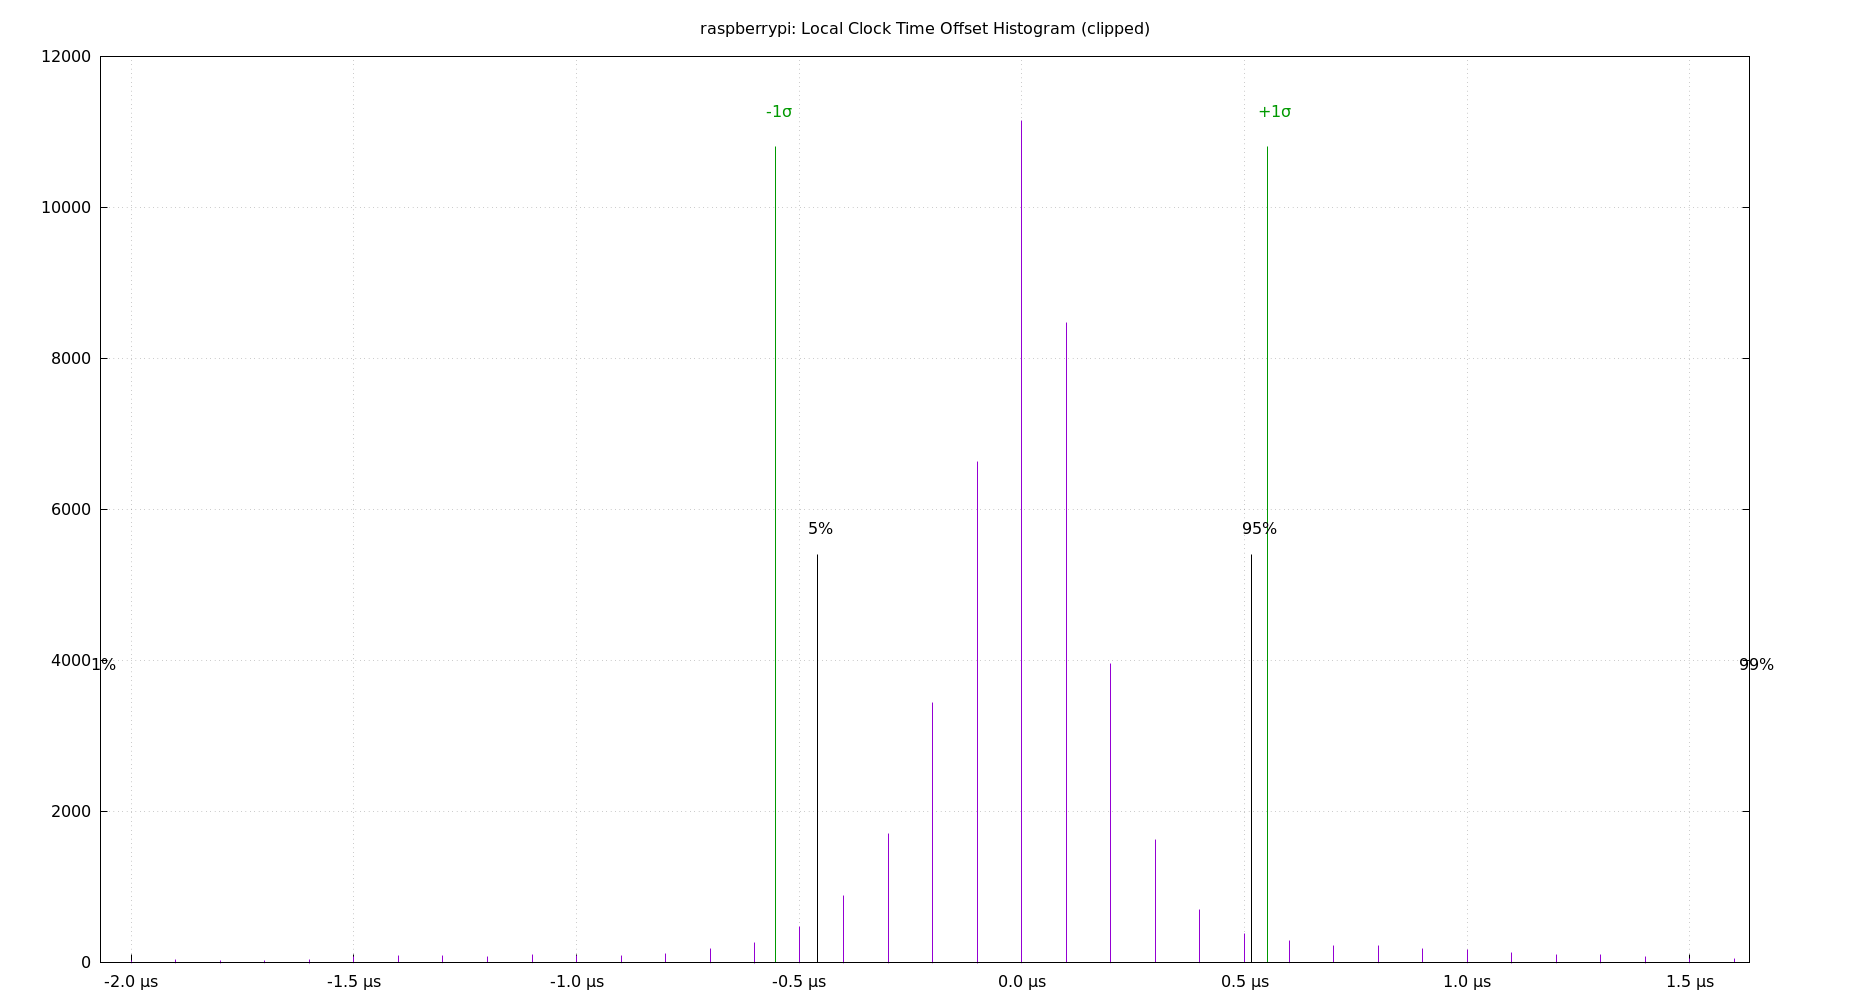 raspberrypi: Local Clock Time Offset Histogram (clipped)
12000
-1σ
+1σ
10000
8000
6000
5%
95%
4000
1%
99%
2000
0
-2.0 µs
-1.5 µs
-1.0 µs
-0.5 µs
0.0 µs
0.5 µs
1.0 µs
1.5 µs